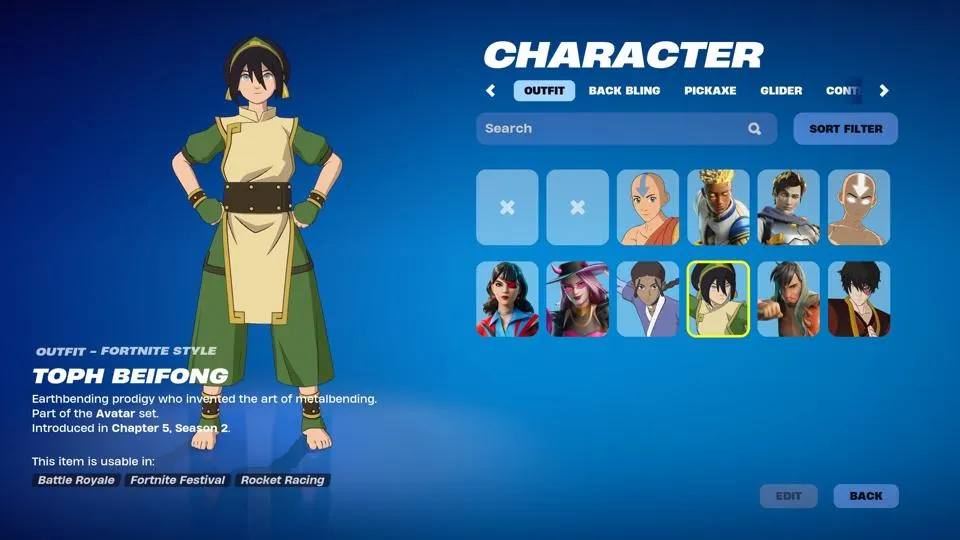 CHARACTER
OUTFIT BACK BLING PICKAXE GLIDER CONT
Search
SORT FILTER
OUTFIT - FORTNITE STYLE
TOPH BEIFONG
Earthbending prodigy who invented the art of metalbending.
Part of the Avatar set.
Introduced in Chapter 5, Season 2.
This item is usable in:
Battle Royale Fortnite Festival Rocket Racing
EDIT BACK